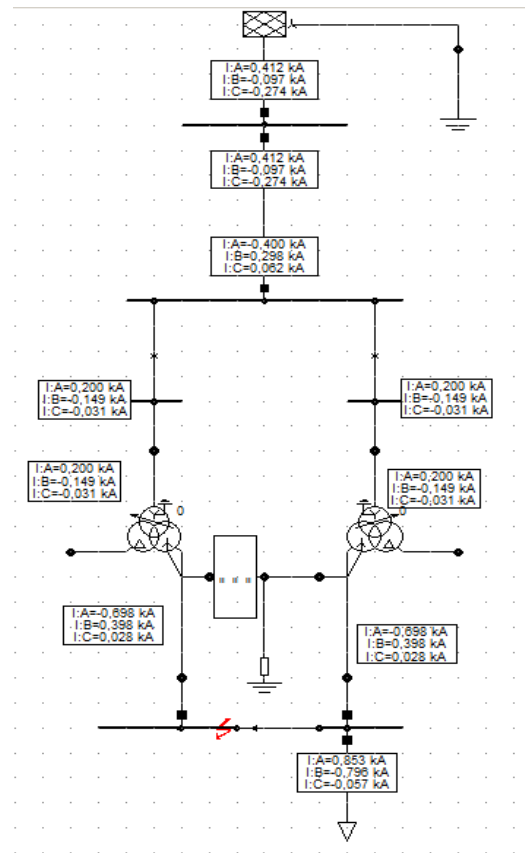 I:A=0,412 kA
I:B=-0,097 kA
I:C=-0,274 kA
I:A=0,412 kA
I:B=-0,097 kA
I:C=-0,274 kA
I:A=-0,400 kA
I:B=0,298 kA
I:C=0,062 kA
I:A=0,200 kA
I:B=-0,149 kA
I:C=-0,031 kA
I:A=0,200 kA
I:B=-0,149 kA
I:C=-0,031 kA
I:A=0,200 kA
I:B=-0,149 kA
I:C=-0,031 kA
I:A=0,200 kA
I:B=-0,149 kA
I:C=-0,031 kA
0
0
I:A=-0,698 kA
I:B=0,398 kA
I:C=0,028 kA
I:A=-0,698 kA
I:B=0,398 kA
I:C=0,028 kA
I:A=0,853 kA
I:B=-0,796 kA
I:C=-0,057 kA